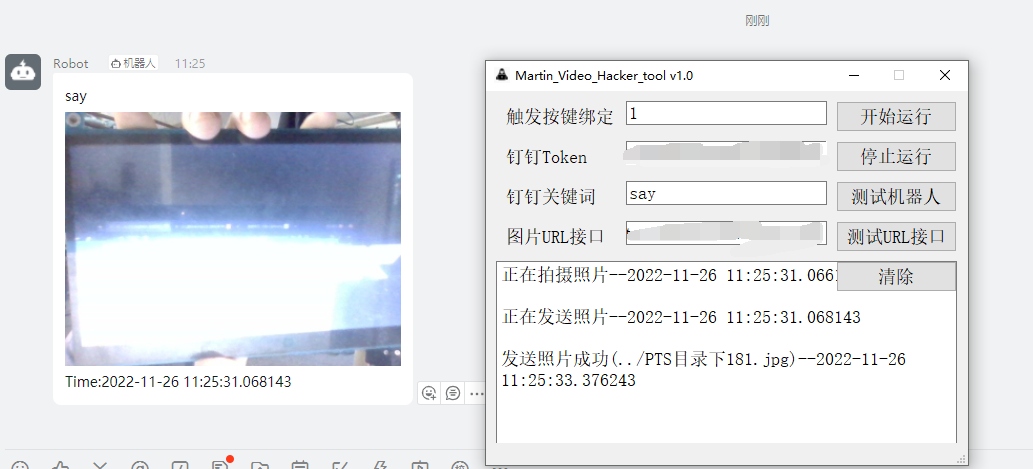 刚刚
Robot 机器人 11:25
say
Time:2022-11-26 11:25:31.068143
Martin_Video_Hacker_tool v1.0
触发按键绑定 1 开始运行
钉钉Token 停止运行
钉钉关键词 say 测试机器人
图片URL接口 测试URL接口
正在拍摄照片--2022-11-26 11:25:31.066 清除
正在发送照片--2022-11-26 11:25:31.068143
发送照片成功(../PTS目录下181.jpg)--2022-11-26
11:25:33.376243